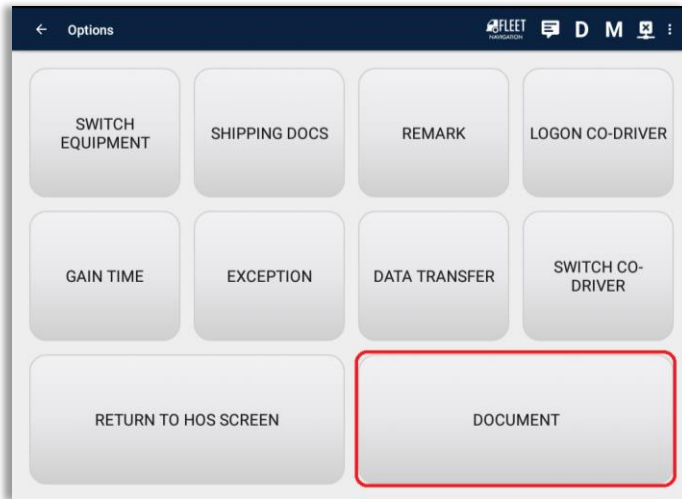 Options
FLEET
NAVIGATION
D M
SWITCH
EQUIPMENT
SHIPPING DOCS
REMARK
LOGON CO-DRIVER
GAIN TIME
EXCEPTION
DATA TRANSFER
SWITCH CO-
DRIVER
RETURN TO HOS SCREEN
DOCUMENT